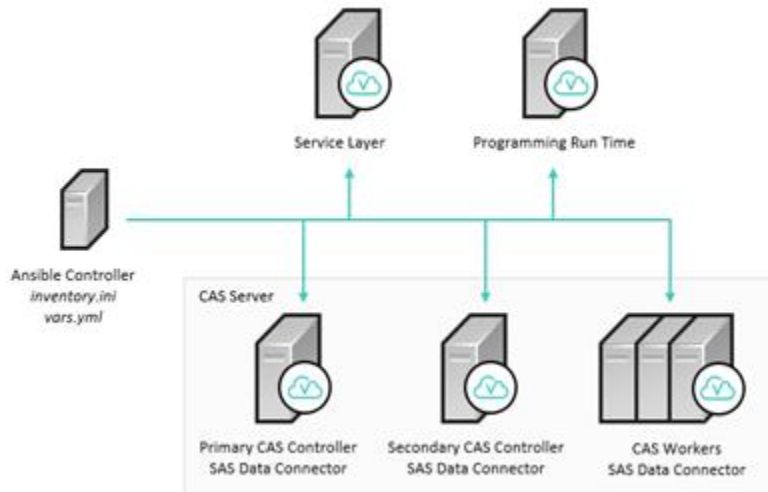 Service Layer
Programming Run Time
Ansible Controller
inventory.ini
vars.yml
CAS Server
Primary CAS Controller
SAS Data Connector
Secondary CAS Controller
SAS Data Connector
CAS Workers
SAS Data Connector